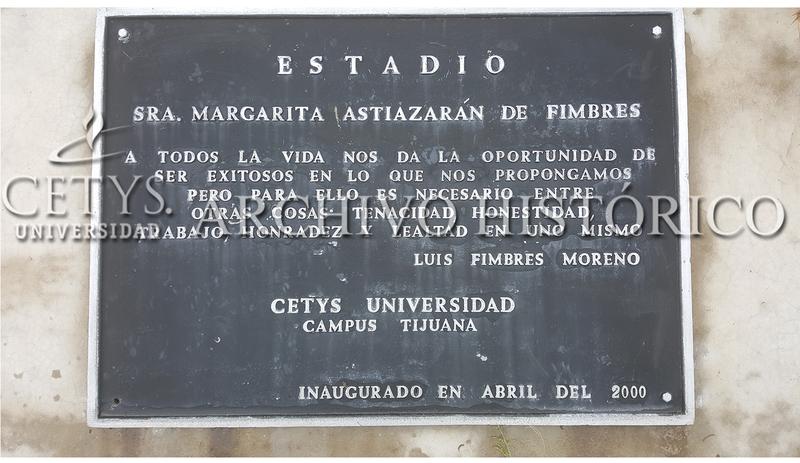 ESTADIO
SRA. MARGARITA ASTIAZARÁN DE FIMBRES
A TODOS LA VIDA NOS DA LA OPORTUNIDAD DE
SER EXITOSOS EN LO QUE NOS PROPONGAMOS
PERO PARA ELLO ES NECESARIO ENTRE
OTRAS COSAS: TENACIDAD HONESTIDAD,
TRABAJO, HONRADEZ Y LEALTAD EN UNO MISMO
LUIS FIMBRES MORENO
CETYS UNIVERSIDAD
CAMPUS TIJUANA
INAUGURADO EN ABRIL DEL 2000
CETYS. ARCHIVO HISTÓRICO
UNIVERSIDAD